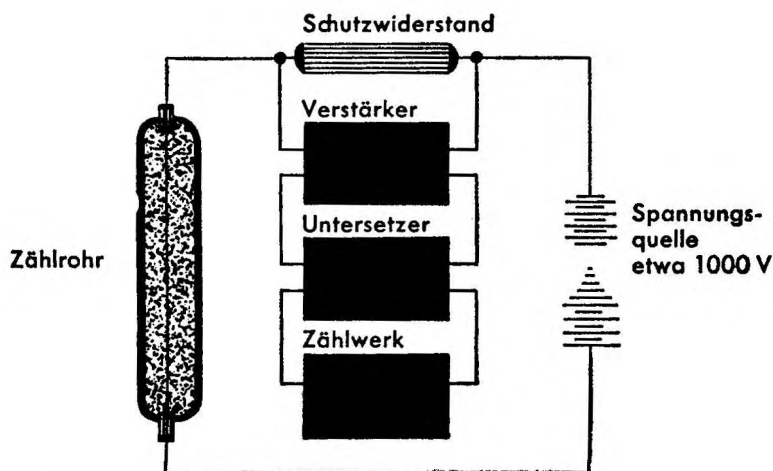 Schutzwiderstand
Verstärker
Untersetzer
Zählwerk
Zählrohr
Spannungs-
quelle
etwa 1000 V